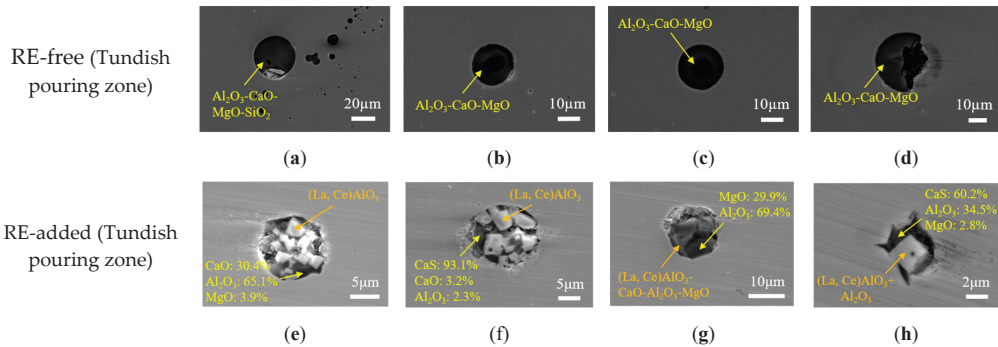 RE-free (Tundish
pouring zone)
Al₂O₃-CaO-
MgO-SiO₂
20μm
Al₂O₃-CaO-MgO
10μm
Al₂O₃-CaO-MgO
10μm
Al₂O₃-CaO-MgO
10μm
(a)
(b)
(c)
(d)
RE-added (Tundish
pouring zone)
(La, Ce)AlO₃
CaO: 30.4%
Al₂O₃: 65.1%
MgO: 3.9%
5μm
(La, Ce)AlO₃
CaS: 93.1%
CaO: 3.2%
Al₂O₃: 2.3%
5μm
MgO: 29.9%
Al₂O₃: 69.4%
(La, Ce)AlO₃-
CaO-Al₂O₃-MgO
10μm
CaS: 60.2%
Al₂O₃: 34.5%
MgO: 2.8%
(La, Ce)AlO₃+
Al₂O₃
2μm
(e)
(f)
(g)
(h)